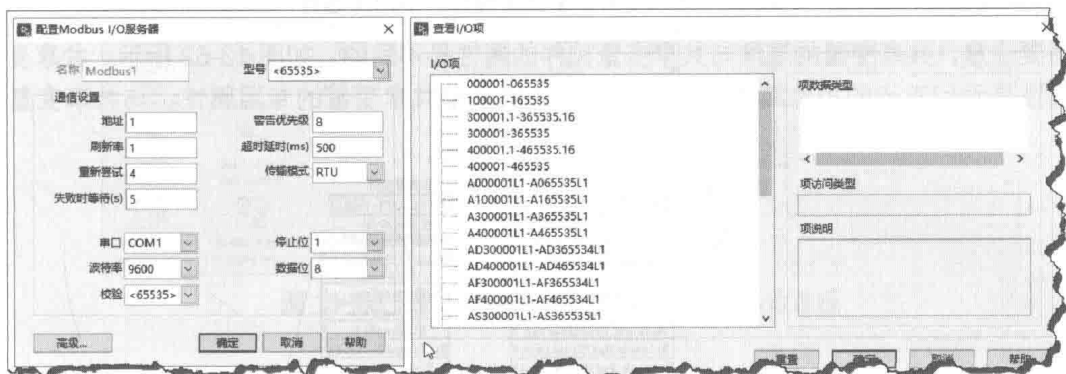 配置Modbus I/O服务器
名称 Modbus1 型号 <65535>
通信设置
地址 1 警告优先级 8
刷新率 1 超时延时(ms) 500
重新尝试 4 传输模式 RTU
失败时等待(s) 5
串口 COM1 停止位 1
波特率 9600 数据位 8
校验 <65535>
高级... 确定 取消 帮助
查看I/O项
I/O项
000001-065535
100001-165535
300001.1-365535.16
300001-365535
400001.1-465535.16
400001-465535
A000001L1-A065535L1
A100001L1-A165535L1
A300001L1-A365535L1
A400001L1-A465535L1
AD300001L1-AD365534L1
AD400001L1-AD465534L1
AF300001L1-AF365534L1
AF400001L1-AF465534L1
AS300001L1-AS365535L1
项数据类型
项访问类型
项说明
重置 确定 取消 帮助